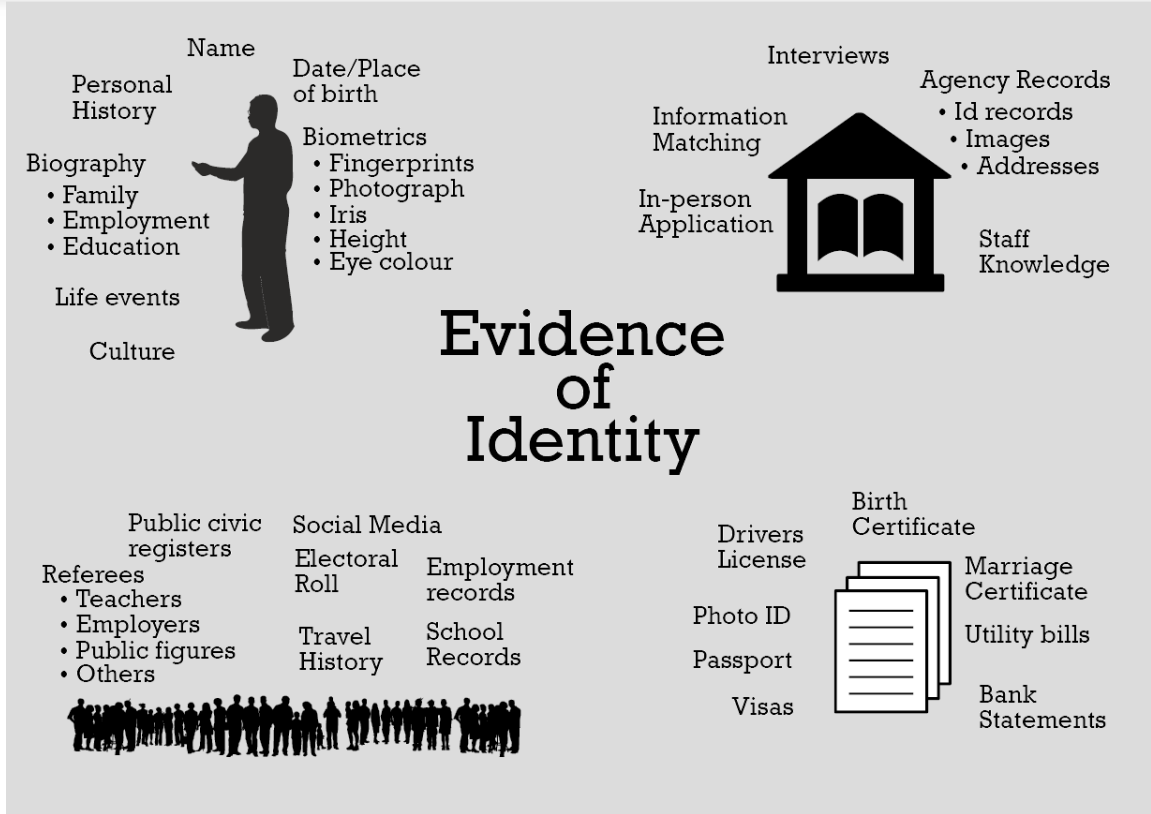 Name
Personal
History
Date/Place
of birth
Biography
• Family
• Employment
• Education
Biometrics
• Fingerprints
• Photograph
• Iris
• Height
• Eye colour
Life events
Culture
Interviews
Information
Matching
Agency Records
• Id records
• Images
• Addresses
In-person
Application
Staff
Knowledge
Evidence
of
Identity
Public civic
registers
Social Media
Referees
• Teachers
• Employers
• Public figures
• Others
Electoral
Roll
Employment
records
Travel
History
School
Records
Birth
Certificate
Drivers
License
Marriage
Certificate
Photo ID
Utility bills
Passport
Visas
Bank
Statements